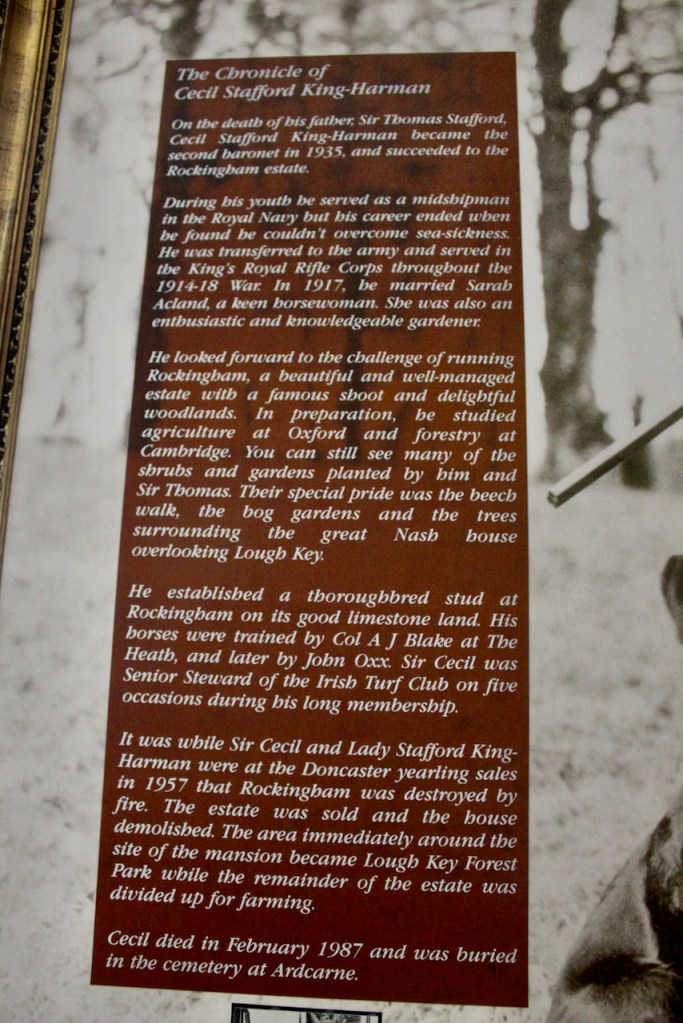 The Chronicle of
Cecil Stafford King-Harman
On the death of his father, Sir Thomas Stafford,
Cecil Stafford King-Harman became the
second baronet in 1935, and succeeded to the
Rockingham estate.
During his youth he served as a midshipman
in the Royal Navy but his career ended when
he found he couldn't overcome sea-sickness.
He was transferred to the army and served in
the King's Royal Rifle Corps throughout the
1914-18 War. In 1917, he married Sarah
Acland, a keen horsewoman. She was also an
enthusiastic and knowledgeable gardener.
He looked forward to the challenge of running
Rockingham, a beautiful and well-managed
estate with a famous shoot and delightful
woodlands. In preparation, he studied
agriculture at Oxford and forestry at
Cambridge. You can still see many of the
shrubs and gardens planted by him and
Sir Thomas. Their special pride was the beech
walk, the bog gardens and the trees
surrounding the great Nash house
overlooking Lough Key.
He established a thoroughbred stud at
Rockingham on its good limestone land. His
horses were trained by Col A J Blake at The
Heath, and later by John Oxx. Sir Cecil was
Senior Steward of the Irish Turf Club on five
occasions during his long membership.
It was while Sir Cecil and Lady Stafford King-
Harman were at the Doncaster yearling sales
in 1957 that Rockingham was destroyed by
fire. The estate was sold and the house
demolished. The area immediately around the
site of the mansion became Lough Key Forest
Park while the remainder of the estate was
divided up for farming.
Cecil died in February 1987 and was buried
in the cemetery at Ardcarne.